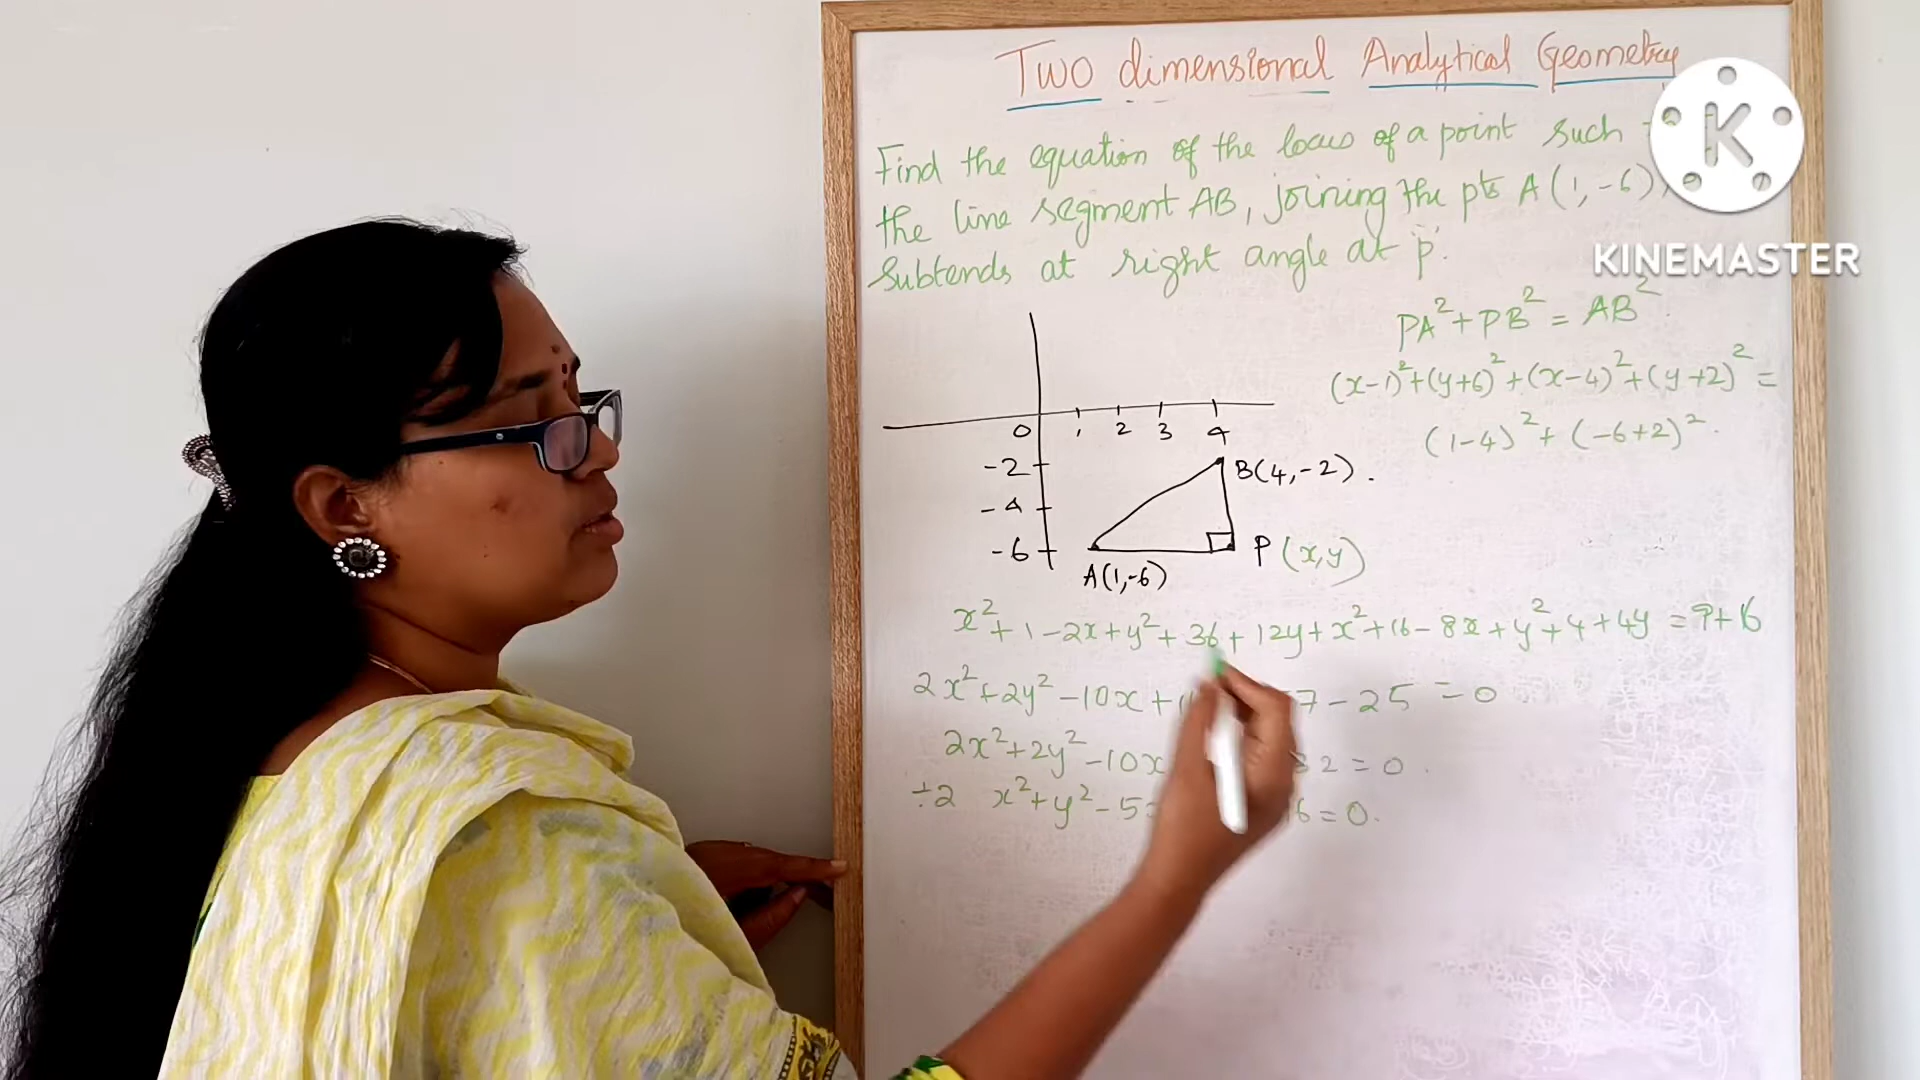 Two dimensional Analytical Geometry
Find the equation of the locus of a point such
the line segment AB, joining the pts A(1,-6),
Subtends at right angle at 'p'.
K
KINEMASTER
PA² + PB² = AB²
(x-1)²+(y+6)²+(x-4)²+(y+2)² =
(1-4)²+(-6+2)².
0 1 2 3 4
-2
-4
-6
B(4,-2).
P (x,y)
A(1,-6)
x²+1-2x+y²+36+12y+x²+16-8x+y²+4+4y = 9+16
2x²+2y²-10x+ 7-25 = 0
2x²+2y²-10x 32 = 0.
÷2 x²+y²-5x 16 = 0.